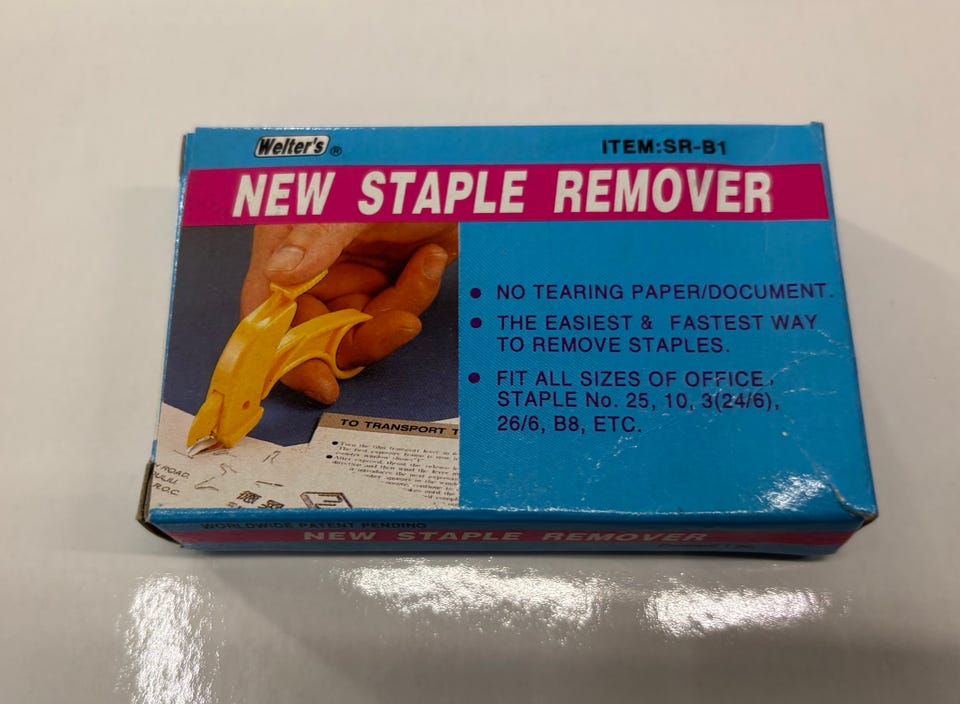 Welter's ®
ITEM:SR-B1
NEW STAPLE REMOVER
● NO TEARING PAPER/DOCUMENT.
● THE EASIEST & FASTEST WAY
TO REMOVE STAPLES.
● FIT ALL SIZES OF OFFICE,
STAPLE No. 25, 10, 3(24/6),
26/6, B8, ETC.
TO TRANSPORT T
ROAD,
R.O.C.
WORLDWIDE PATENT PENDING
NEW STAPLE REMOVER